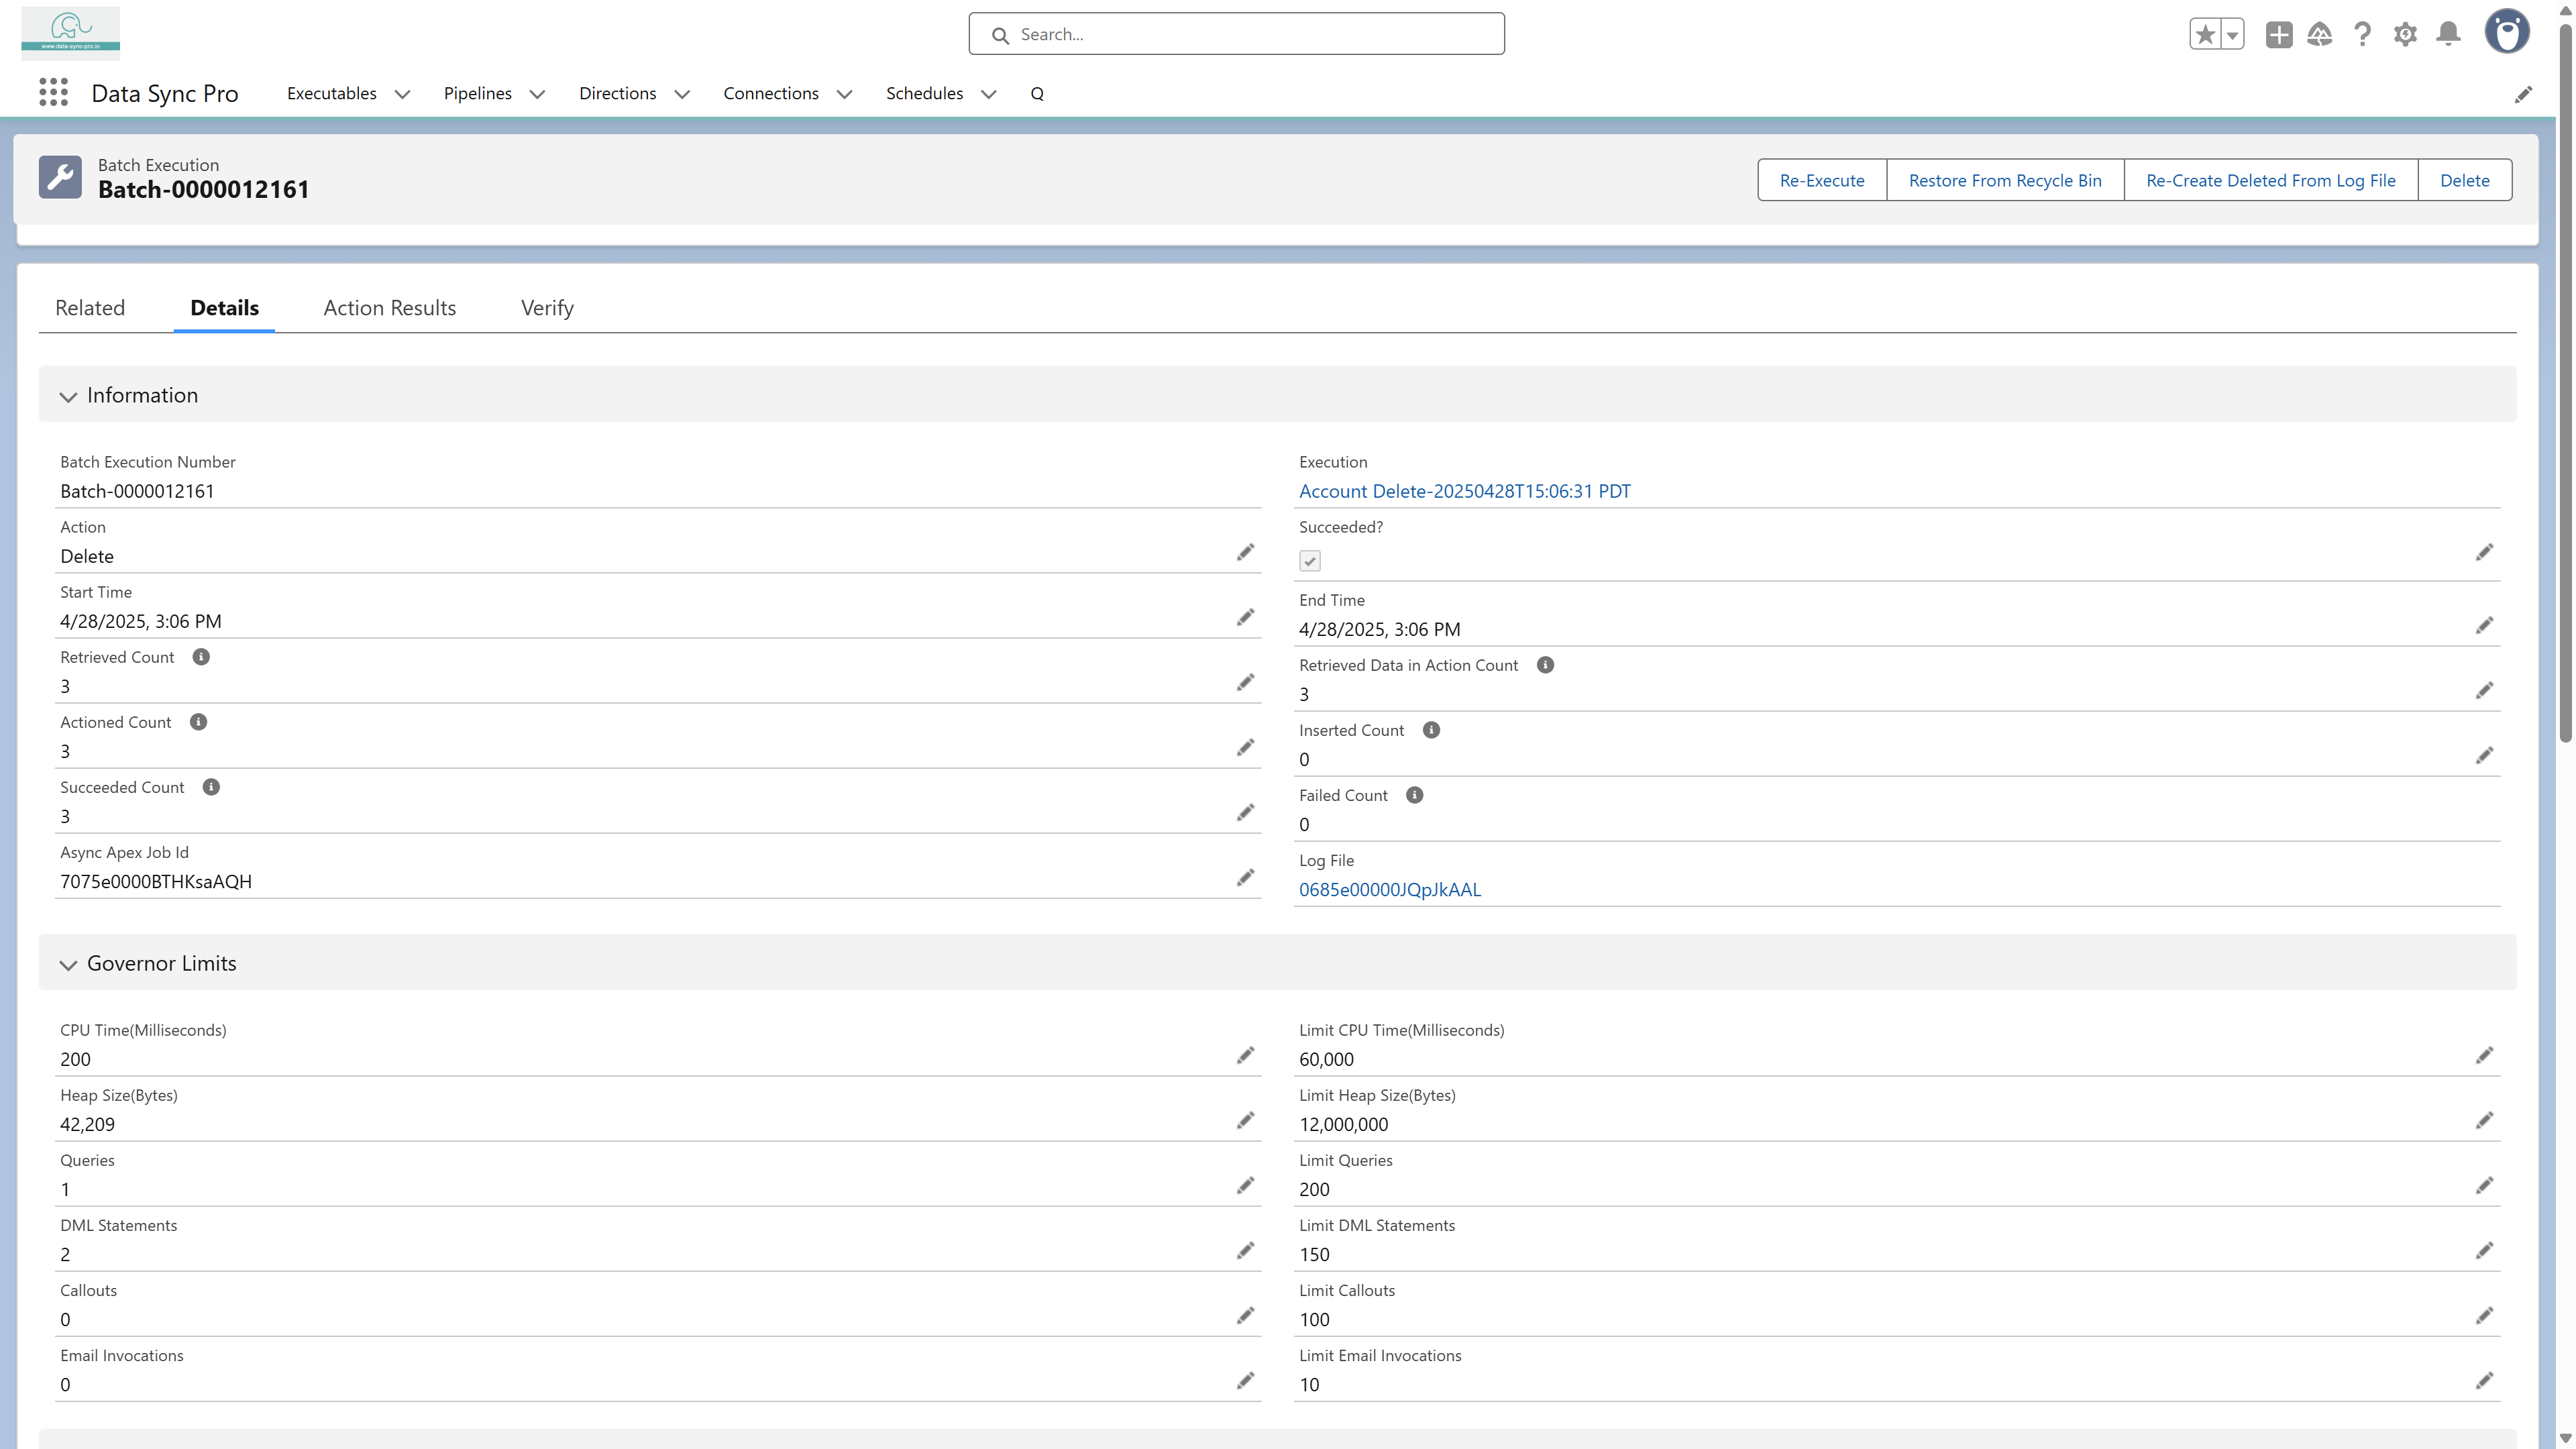 www.data-sync-pro.io
Search...
Data Sync Pro
Executables
Pipelines
Directions
Connections
Schedules
Q
Batch Execution
Batch-0000012161
Re-Execute
Restore From Recycle Bin
Re-Create Deleted From Log File
Delete
Related
Details
Action Results
Verify
Information
Batch Execution Number
Batch-0000012161
Execution
Account Delete-20250428T15:06:31 PDT
Action
Delete
Succeeded?
Start Time
4/28/2025, 3:06 PM
End Time
4/28/2025, 3:06 PM
Retrieved Count
3
Retrieved Data in Action Count
3
Actioned Count
3
Inserted Count
0
Succeeded Count
3
Failed Count
0
Async Apex Job Id
7075e0000BTHKsaAQH
Log File
0685e00000JQpJkAAL
Governor Limits
CPU Time(Milliseconds)
200
Limit CPU Time(Milliseconds)
60,000
Heap Size(Bytes)
42,209
Limit Heap Size(Bytes)
12,000,000
Queries
1
Limit Queries
200
DML Statements
2
Limit DML Statements
150
Callouts
0
Limit Callouts
100
Email Invocations
0
Limit Email Invocations
10